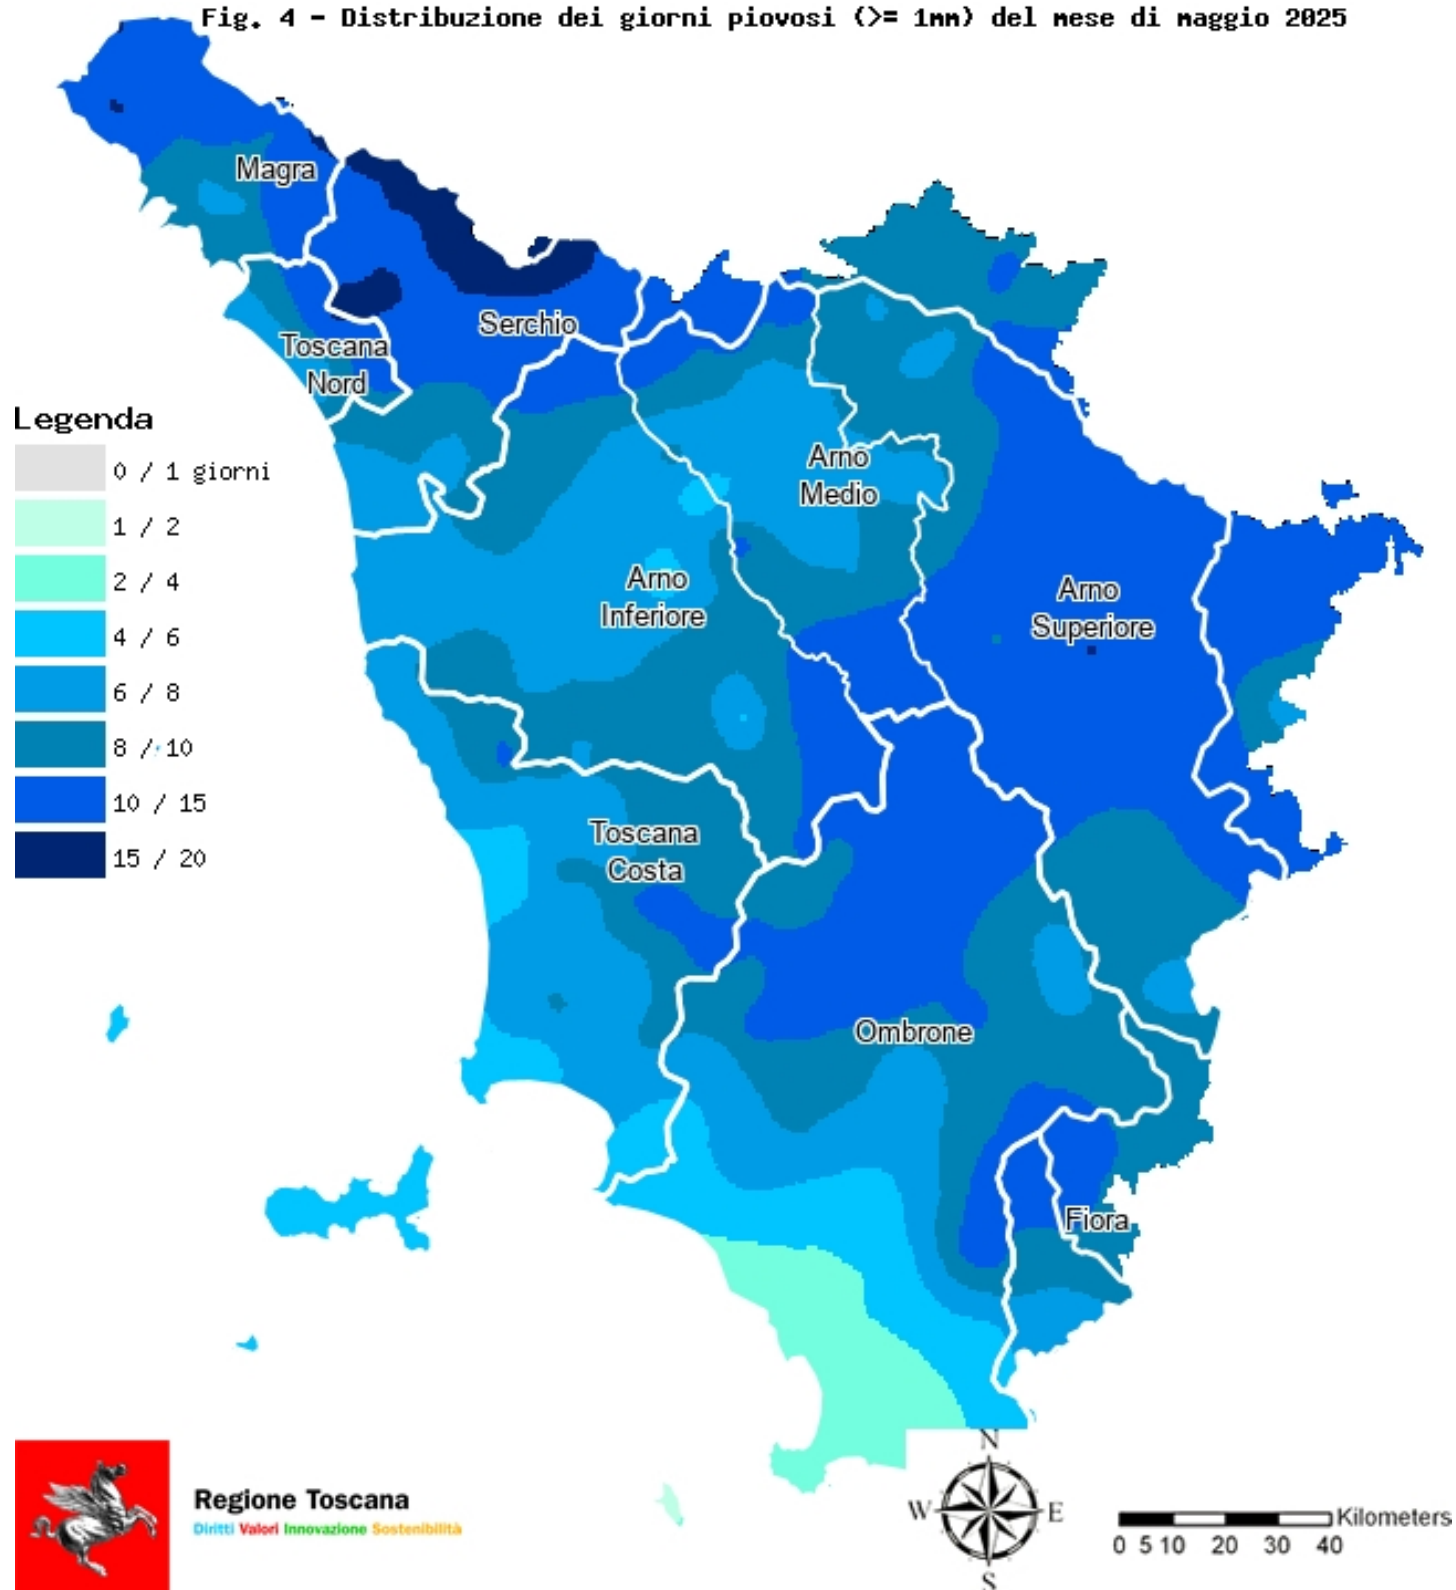 Fig. 4 - Distribuzione dei giorni piovosi (>= 1mm) del mese di maggio 2025
Magra
Serchio
Toscana
Nord
Legenda
0 / 1 giorni
1 / 2
2 / 4
4 / 6
6 / 8
8 / 10
10 / 15
15 / 20
Arno
Medio
Arno
Inferiore
Arno
Superiore
Toscana
Costa
Ombrone
Fiora
Regione Toscana
Diritti Valori Innovazione Sostenibilità
N
W
E
S
Kilometers
0 5 10 20 30 40